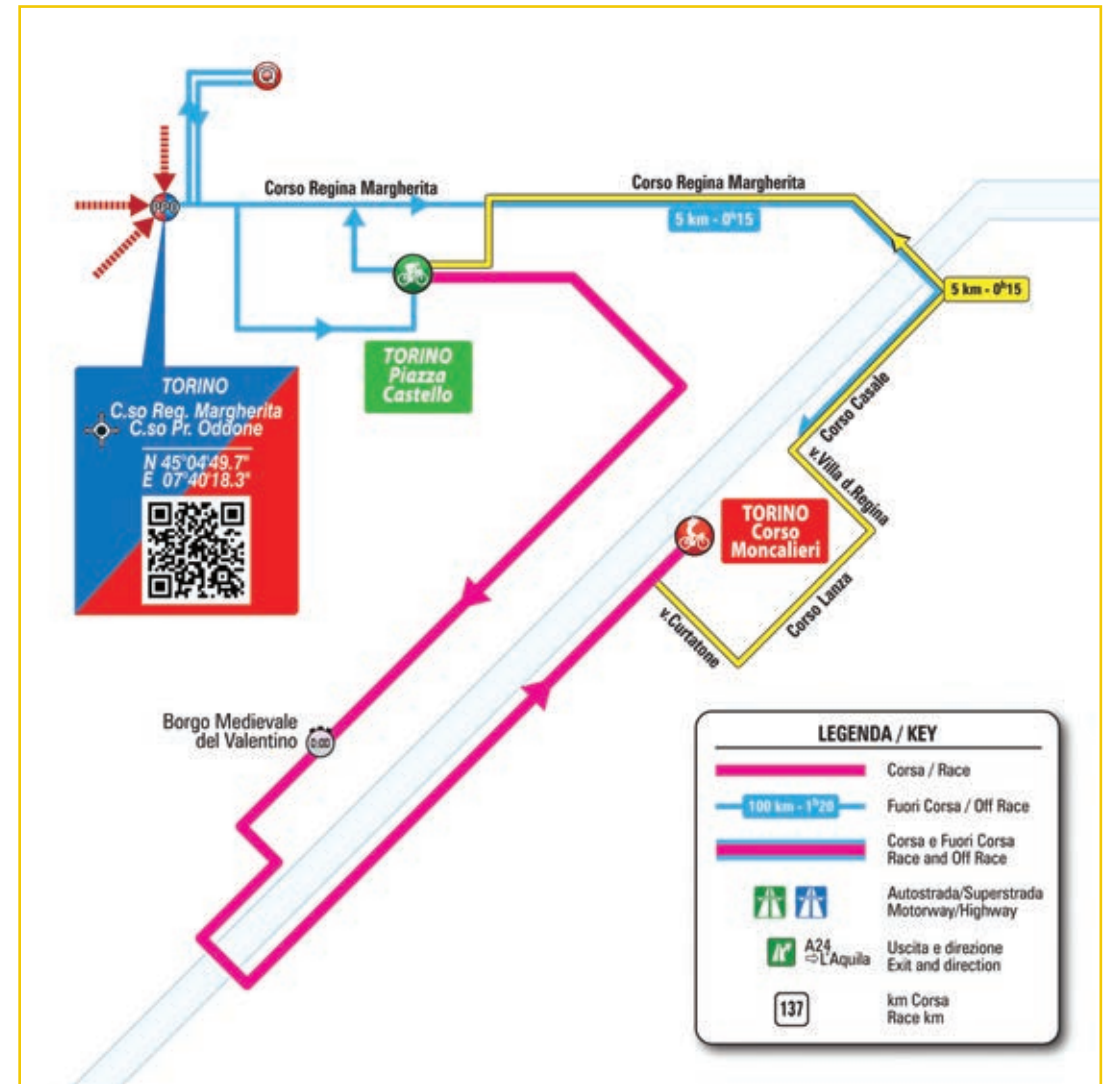 Corso Regina Margherita
Corso Regina Margherita
5 km - 0h15
PPO
5 km - 0h15
TORINO
Piazza
Castello
TORINO
C.so Reg. Margherita
C.so Pr. Oddone
N 45°04'49.7"
E 07°40'18.3"
Corso Casale
v.Villa d.Regina
TORINO
Corso
Moncalieri
Corso Lanza
v.Curtatone
Borgo Medievale
del Valentino
0:00
LEGENDA / KEY
Corsa / Race
100 km - 1h20
Fuori Corsa / Off Race
Corsa e Fuori Corsa
Race and Off Race
Autostrada/Superstrada
Motorway/Highway
A24
⇨L'Aquila
Uscita e direzione
Exit and direction
137
km Corsa
Race km